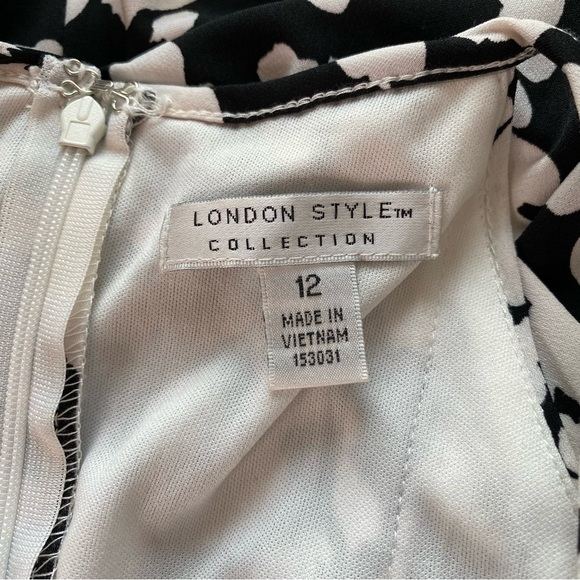 LONDON STYLE™
COLLECTION
12
MADE IN
VIETNAM
153031